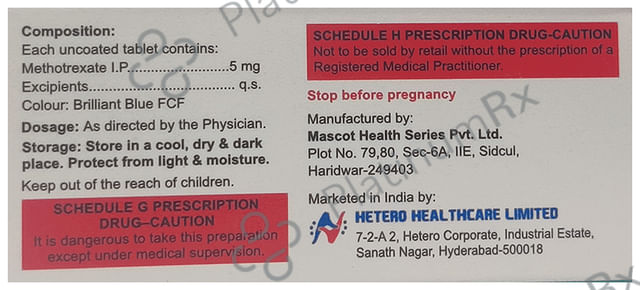 Composition:
Each uncoated tablet contains:
Methotrexate I.P.....................5 mg
Excipients................................ q.s.
Colour: Brilliant Blue FCF
Dosage: As directed by the Physician.
Storage: Store in a cool, dry & dark
place. Protect from light & moisture.
Keep out of the reach of children.
SCHEDULE G PRESCRIPTION
DRUG–CAUTION
It is dangerous to take this preparation
except under medical supervision.
SCHEDULE H PRESCRIPTION DRUG-CAUTION
Not to be sold by retail without the prescription of a
Registered Medical Practitioner.
Stop before pregnancy
Manufactured by:
Mascot Health Series Pvt. Ltd.
Plot No. 79,80, Sec-6A, IIE, Sidcul,
Haridwar-249403
Marketed in India by:
HETERO HEALTHCARE LIMITED
7-2-A 2, Hetero Corporate, Industrial Estate,
Sanath Nagar, Hyderabad-500018
PlatinumRx